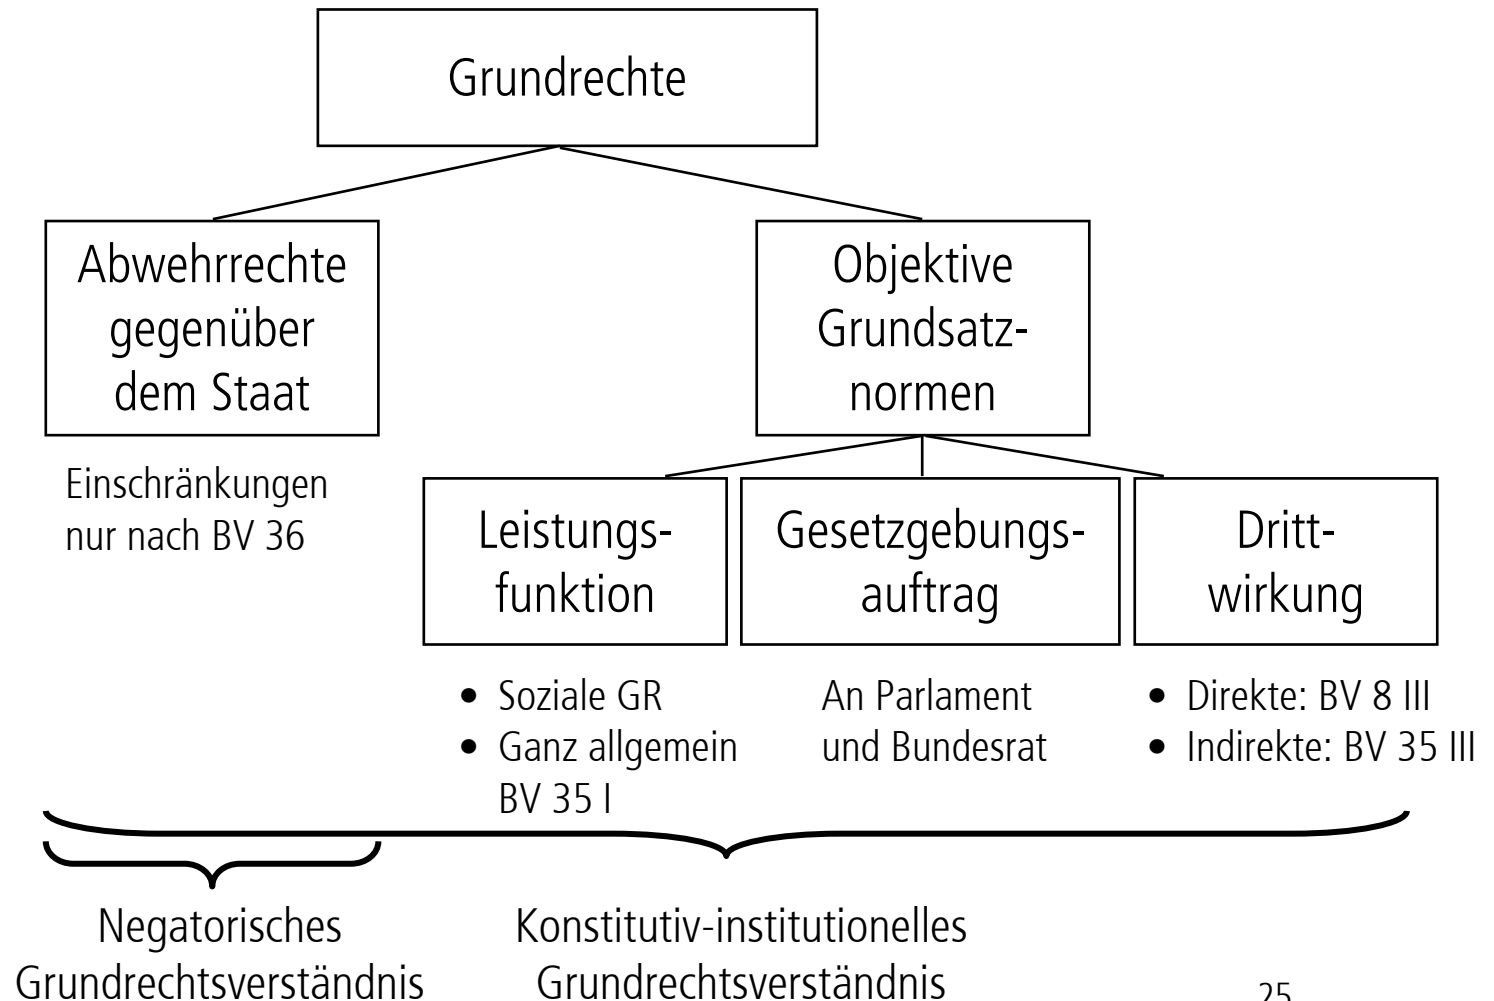 Grundrechte
Abwehrrechte
gegenüber
dem Staat
Objektive
Grundsatz-
normen
Einschränkungen
nur nach BV 36
Leistungs-
funktion
Gesetzgebungs-
auftrag
Dritt-
wirkung
• Soziale GR
• Ganz allgemein
BV 35 I
An Parlament
und Bundesrat
• Direkte: BV 8 III
• Indirekte: BV 35 III
Negatorisches
Grundrechtsverständnis
Konstitutiv-institutionelles
Grundrechtsverständnis
25